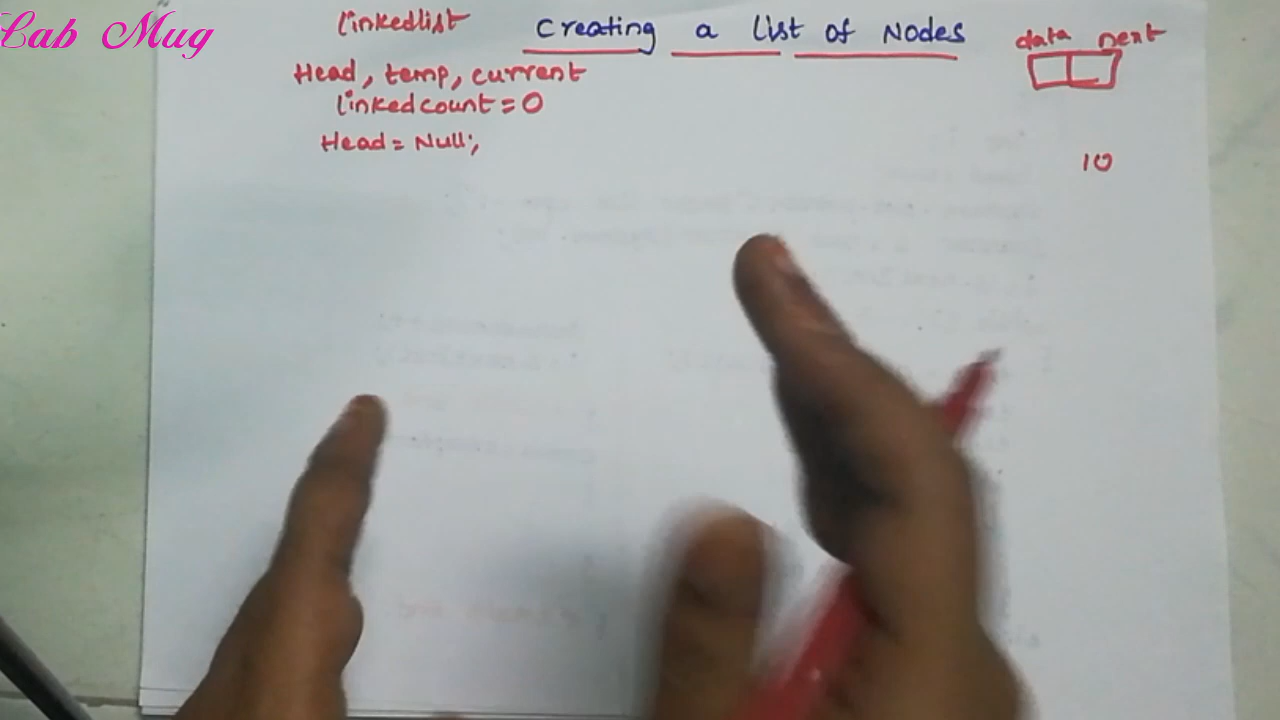 Lab Mug
linkedlist
Creating a List of Nodes
data next
Head, temp, current
linkedcount = 0
Head = Null;
10